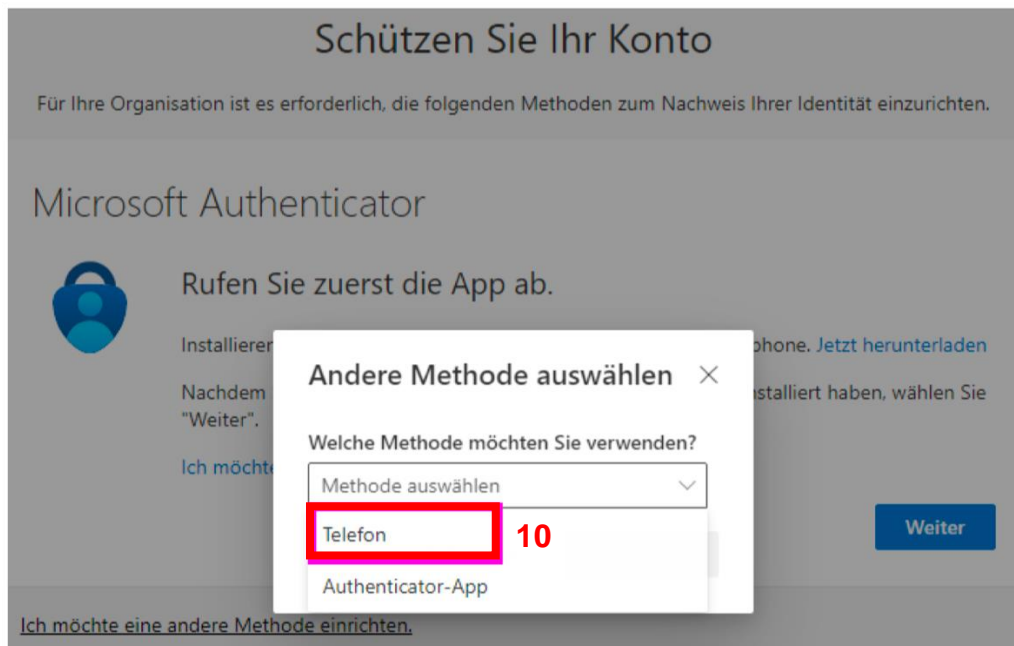 Schützen Sie Ihr Konto
Für Ihre Organisation ist es erforderlich, die folgenden Methoden zum Nachweis Ihrer Identität einzurichten.
Microsoft Authenticator
Rufen Sie zuerst die App ab.
Installieren
phone. Jetzt herunterladen
Nachdem
installiert haben, wählen Sie
"Weiter".
Ich möchte
Andere Methode auswählen
Welche Methode möchten Sie verwenden?
Methode auswählen
Telefon 10
Authenticator-App
Weiter
Ich möchte eine andere Methode einrichten.